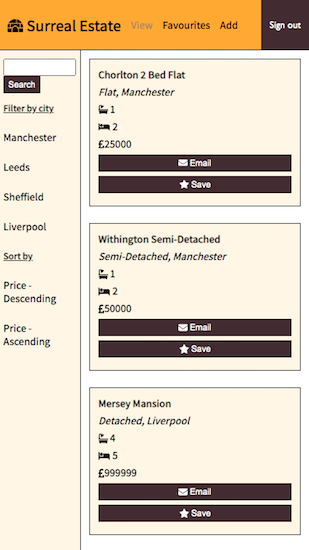 Surreal Estate View Favourites Add Sign out
Search
Filter by city
Manchester
Leeds
Sheffield
Liverpool
Sort by
Price -
Descending
Price -
Ascending
Chorlton 2 Bed Flat
Flat, Manchester
1
2
£25000
Email
Save
Withington Semi-Detached
Semi-Detached, Manchester
1
2
£50000
Email
Save
Mersey Mansion
Detached, Liverpool
4
5
£999999
Email
Save